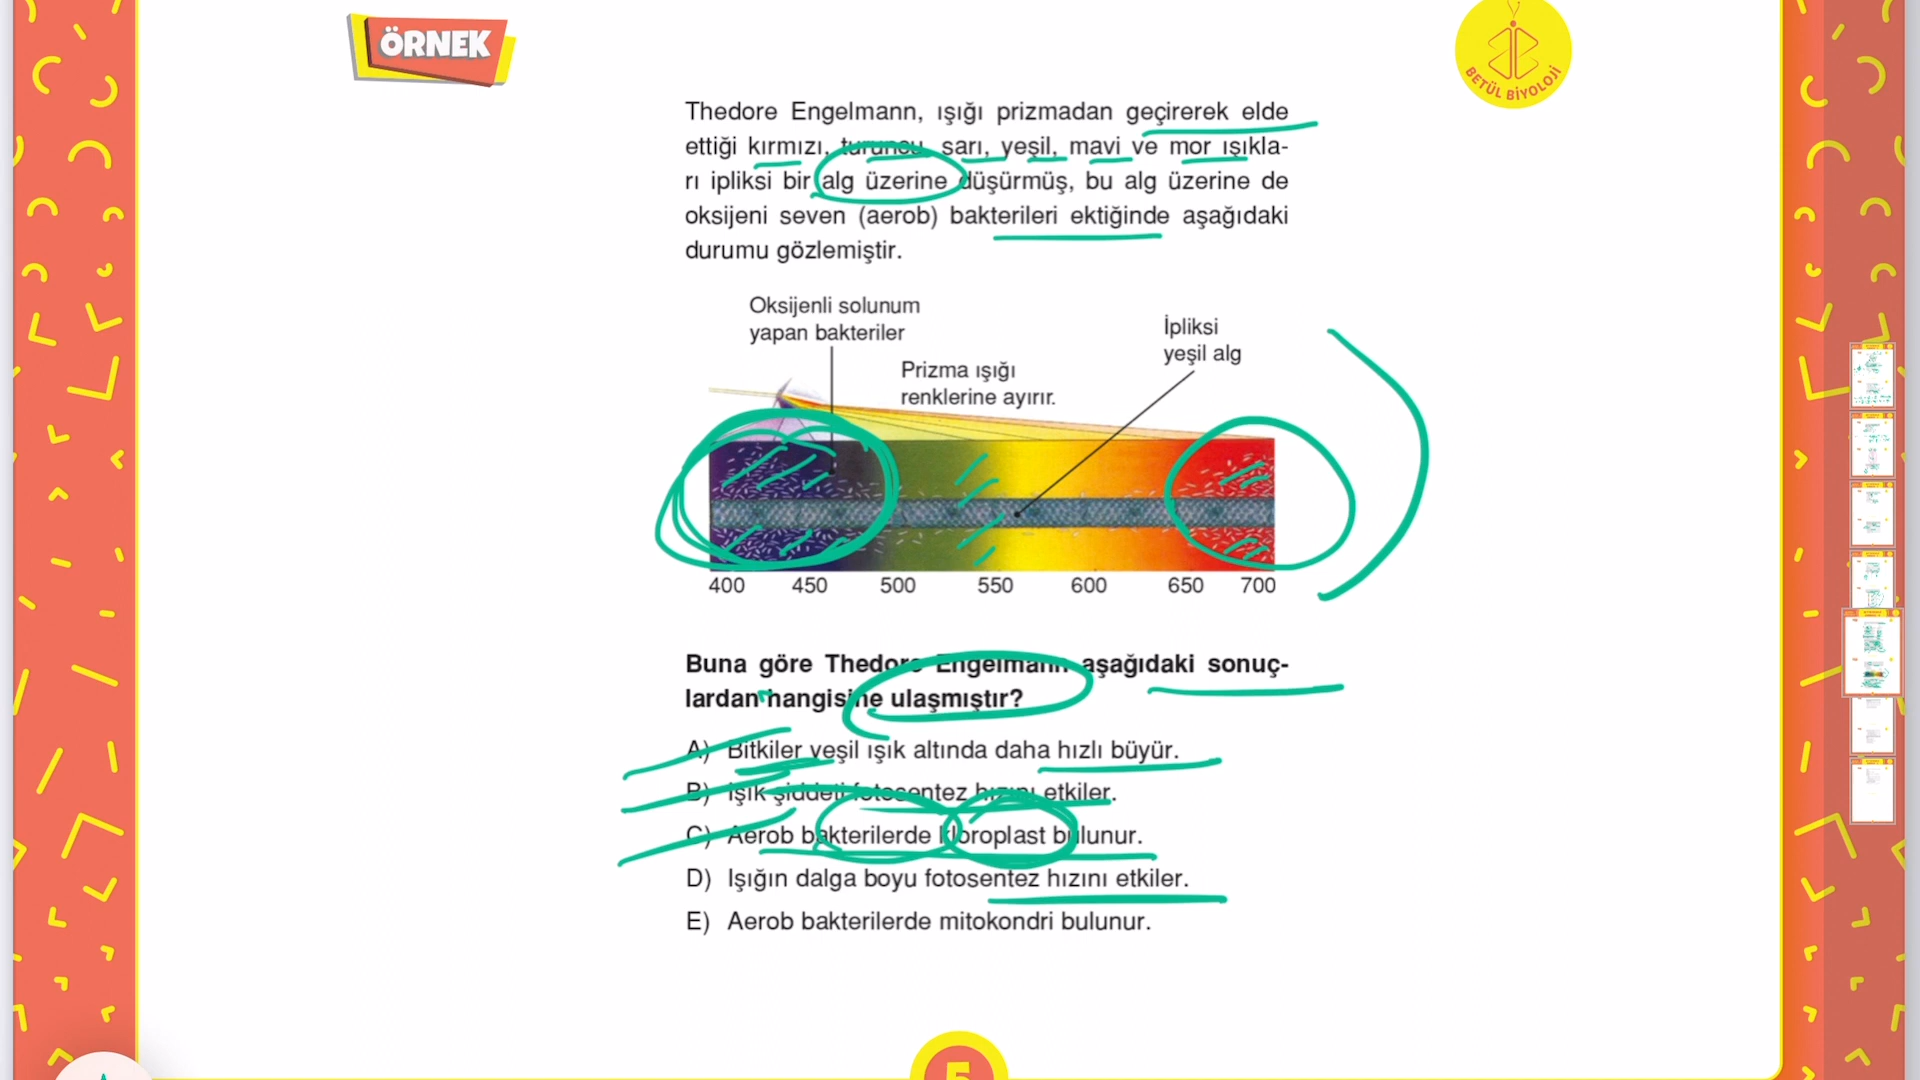 ÖRNEK
BETÜL BİYOLOJİ
Thedore Engelmann, ışığı prizmadan geçirerek elde
ettiği kırmızı, turuncu, sarı, yeşil, mavi ve mor ışıkla-
rı ipliksi bir alg üzerine düşürmüş, bu alg üzerine de
oksijeni seven (aerob) bakterileri ektiğinde aşağıdaki
durumu gözlemiştir.
Oksijenli solunum
yapan bakteriler
Prizma ışığı
renklerine ayırır.
İpliksi
yeşil alg
400 450 500 550 600 650 700
Buna göre Thedore Engelmann aşağıdaki sonuç-
lardan hangisine ulaşmıştır?
A) Bitkiler yeşil ışık altında daha hızlı büyür.
B) Işık şiddeti fotosentez hızını etkiler.
C) Aerob bakterilerde kloroplast bulunur.
D) Işığın dalga boyu fotosentez hızını etkiler.
E) Aerob bakterilerde mitokondri bulunur.
5